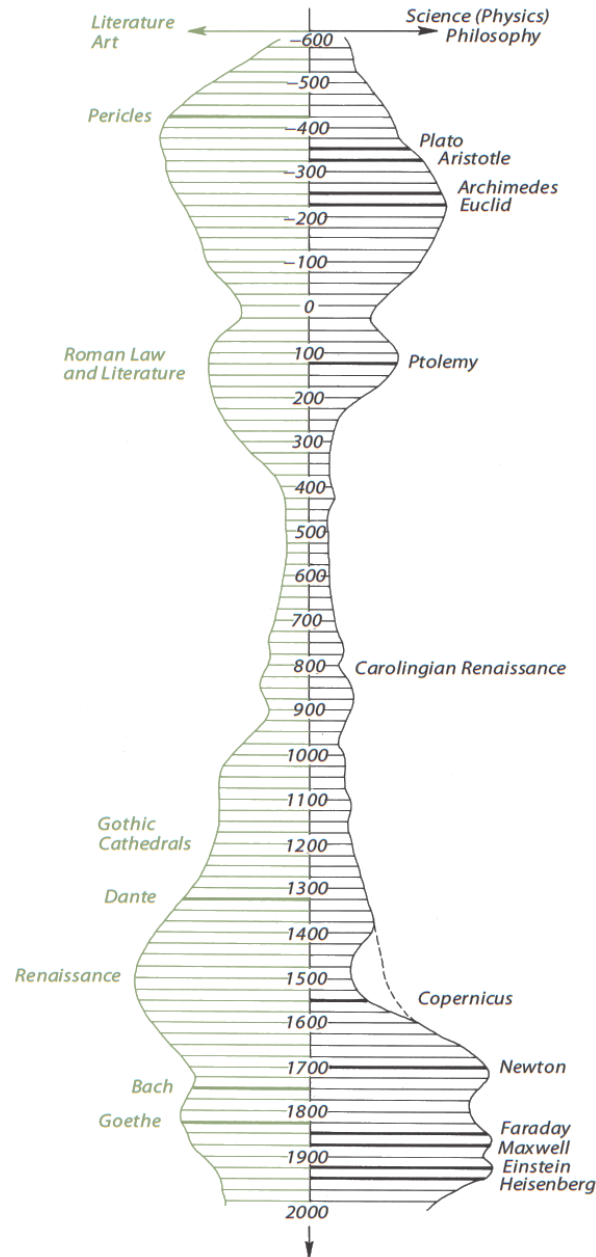 Literature
Art
Science (Physics)
Philosophy
–600
–500
Pericles
–400
Plato
Aristotle
–300
Archimedes
Euclid
–200
–100
0
Roman Law
and Literature
100
Ptolemy
200
300
400
500
600
700
800
Carolingian Renaissance
900
1000
1100
Gothic
Cathedrals
1200
1300
Dante
1400
Renaissance
1500
Copernicus
1600
1700
Newton
Bach
1800
Goethe
Faraday
Maxwell
1900
Einstein
Heisenberg
2000